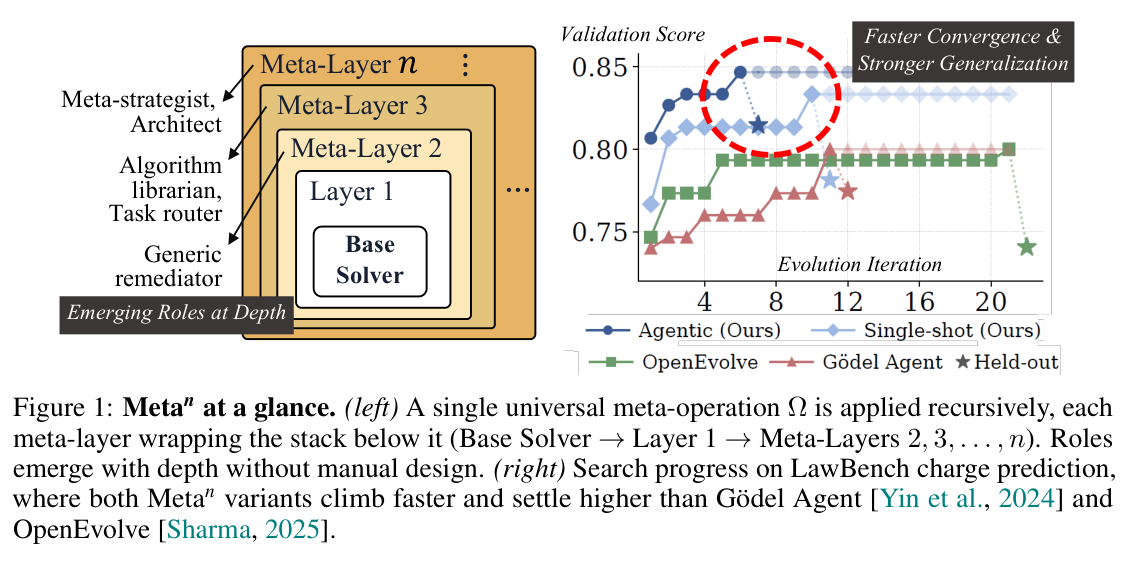 Meta-Layer n
Meta-strategist,
Architect
Meta-Layer 3
Algorithm
librarian,
Task router
Meta-Layer 2
Generic
remediator
Layer 1
Base
Solver
...
Emerging Roles at Depth
Validation Score
Faster Convergence &
Stronger Generalization
0.85
0.80
0.75
Evolution Iteration
4 8 12 16 20
Agentic (Ours) Single-shot (Ours)
OpenEvolve Gödel Agent Held-out
Figure 1: Metaⁿ at a glance. (left) A single universal meta-operation Ω is applied recursively, each
meta-layer wrapping the stack below it (Base Solver → Layer 1 → Meta-Layers 2, 3, . . . , n). Roles
emerge with depth without manual design. (right) Search progress on LawBench charge prediction,
where both Metaⁿ variants climb faster and settle higher than Gödel Agent [Yin et al., 2024] and
OpenEvolve [Sharma, 2025].